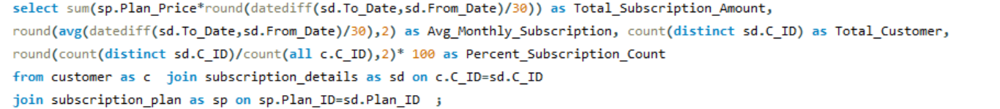 select sum(sp.Plan_Price*round(datediff(sd.To_Date,sd.From_Date)/30)) as Total_Subscription_Amount,
round(avg(datediff(sd.To_Date,sd.From_Date)/30),2) as Avg_Monthly_Subscription, count(distinct sd.C_ID) as Total_Customer,
round(count(distinct sd.C_ID)/count(all c.C_ID),2)* 100 as Percent_Subscription_Count
from customer as c  join subscription_details as sd on c.C_ID=sd.C_ID
join subscription_plan as sp on sp.Plan_ID=sd.Plan_ID  ;